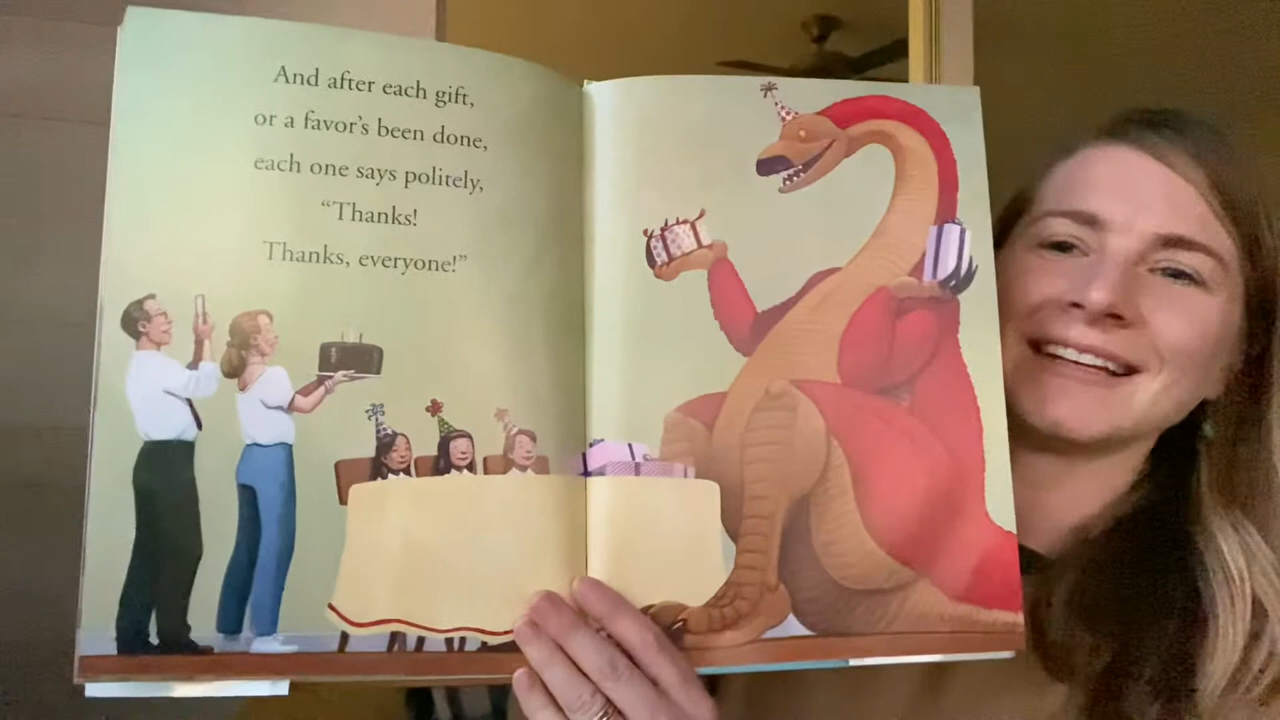 And after each gift,
or a favor's been done,
each one says politely,
“Thanks!
Thanks, everyone!”